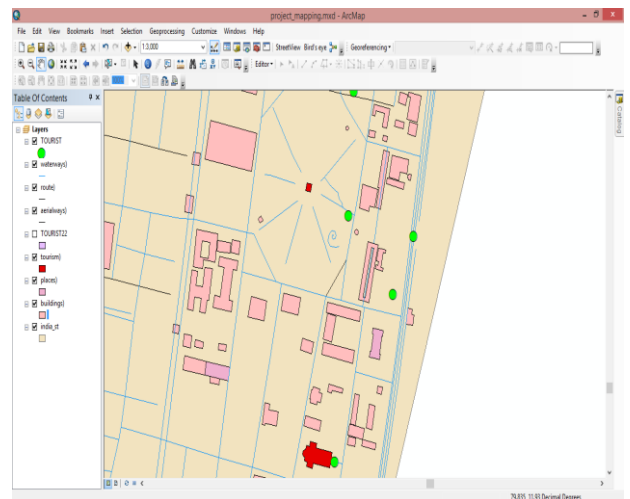 project_mapping.mxd - ArcMap
File Edit View Bookmarks Insert Selection Geoprocessing Customize Windows Help
1:3,000 StreetView Bird's eye Georeferencing
Editor
Table Of Contents
Catalog
Layers
TOURIST
waterways)
route)
aerialways)
TOURIST22
tourism)
places)
buildings)
india_st
79.835 11.93 Decimal Degrees